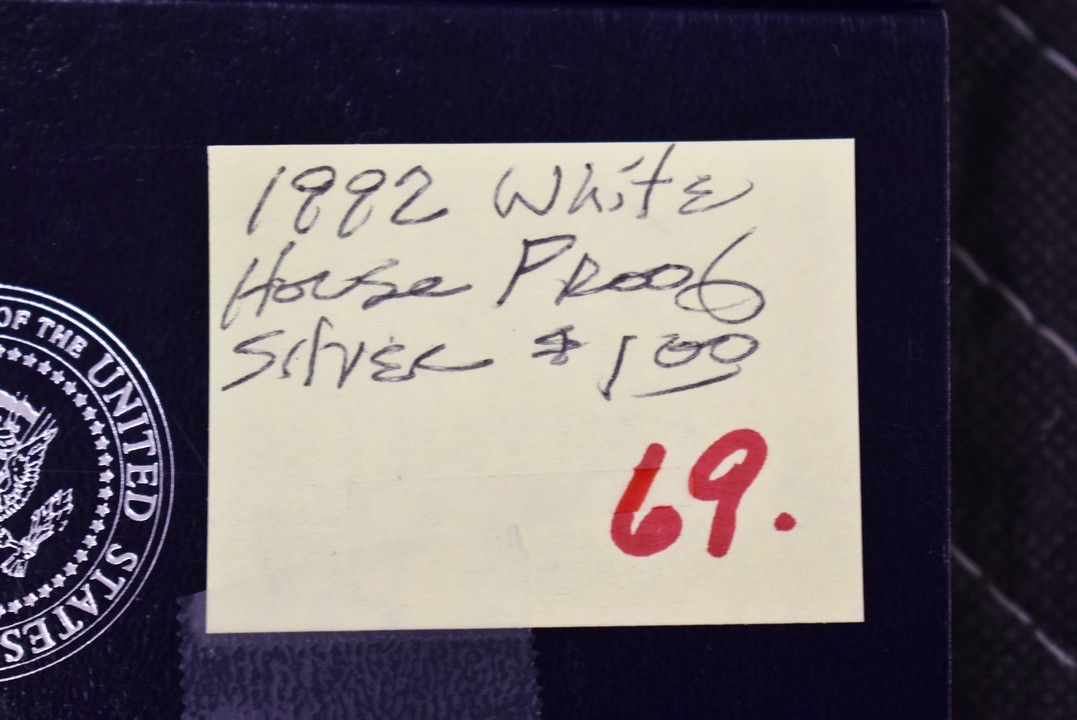 1992 White
House Proof
Silver $1.00
69.
OF THE UNITED STATES